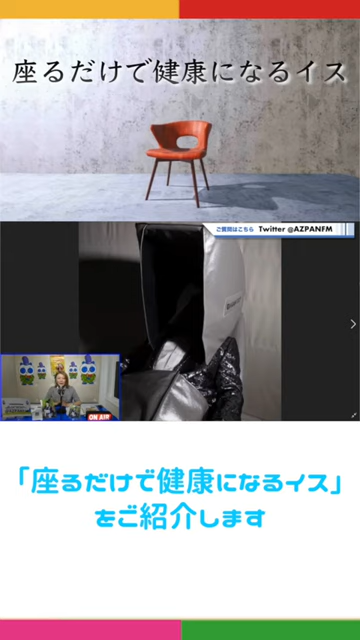 座るだけで健康になるイス
ご質問はこちら Twitter @AZPANFM
ON AIR
「座るだけで健康になるイス」
をご紹介します